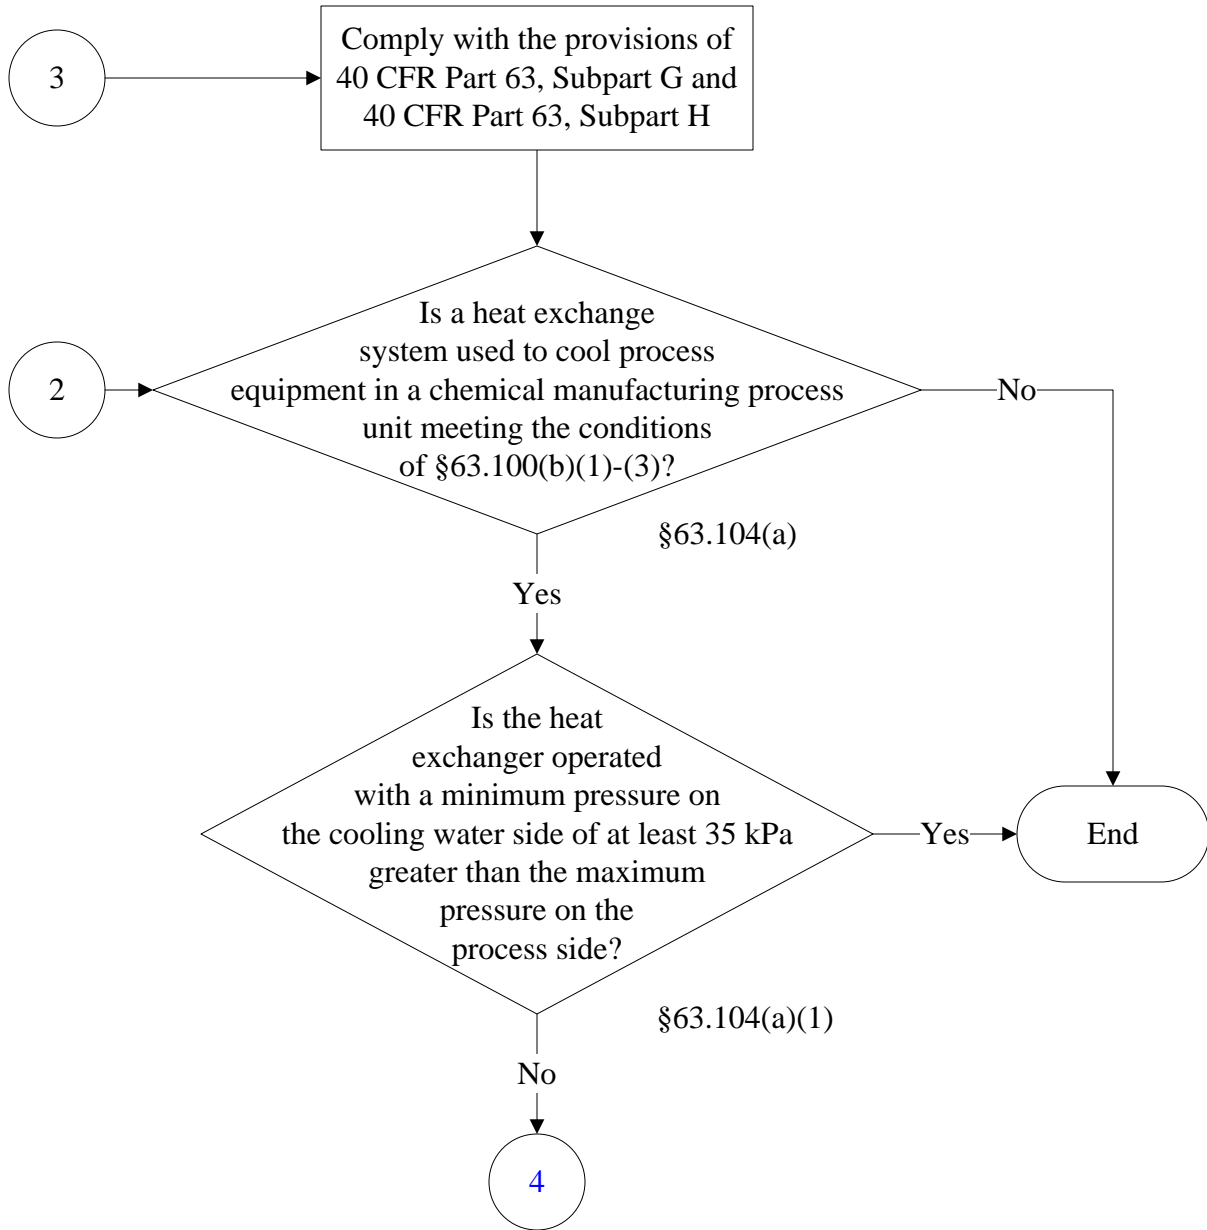 3
Comply with the provisions of
40 CFR Part 63, Subpart G and
40 CFR Part 63, Subpart H
2
Is a heat exchange
system used to cool process
equipment in a chemical manufacturing process
unit meeting the conditions
of §63.100(b)(1)-(3)?
No
§63.104(a)
Yes
Is the heat
exchanger operated
with a minimum pressure on
the cooling water side of at least 35 kPa
greater than the maximum
pressure on the
process side?
Yes
End
§63.104(a)(1)
No
4